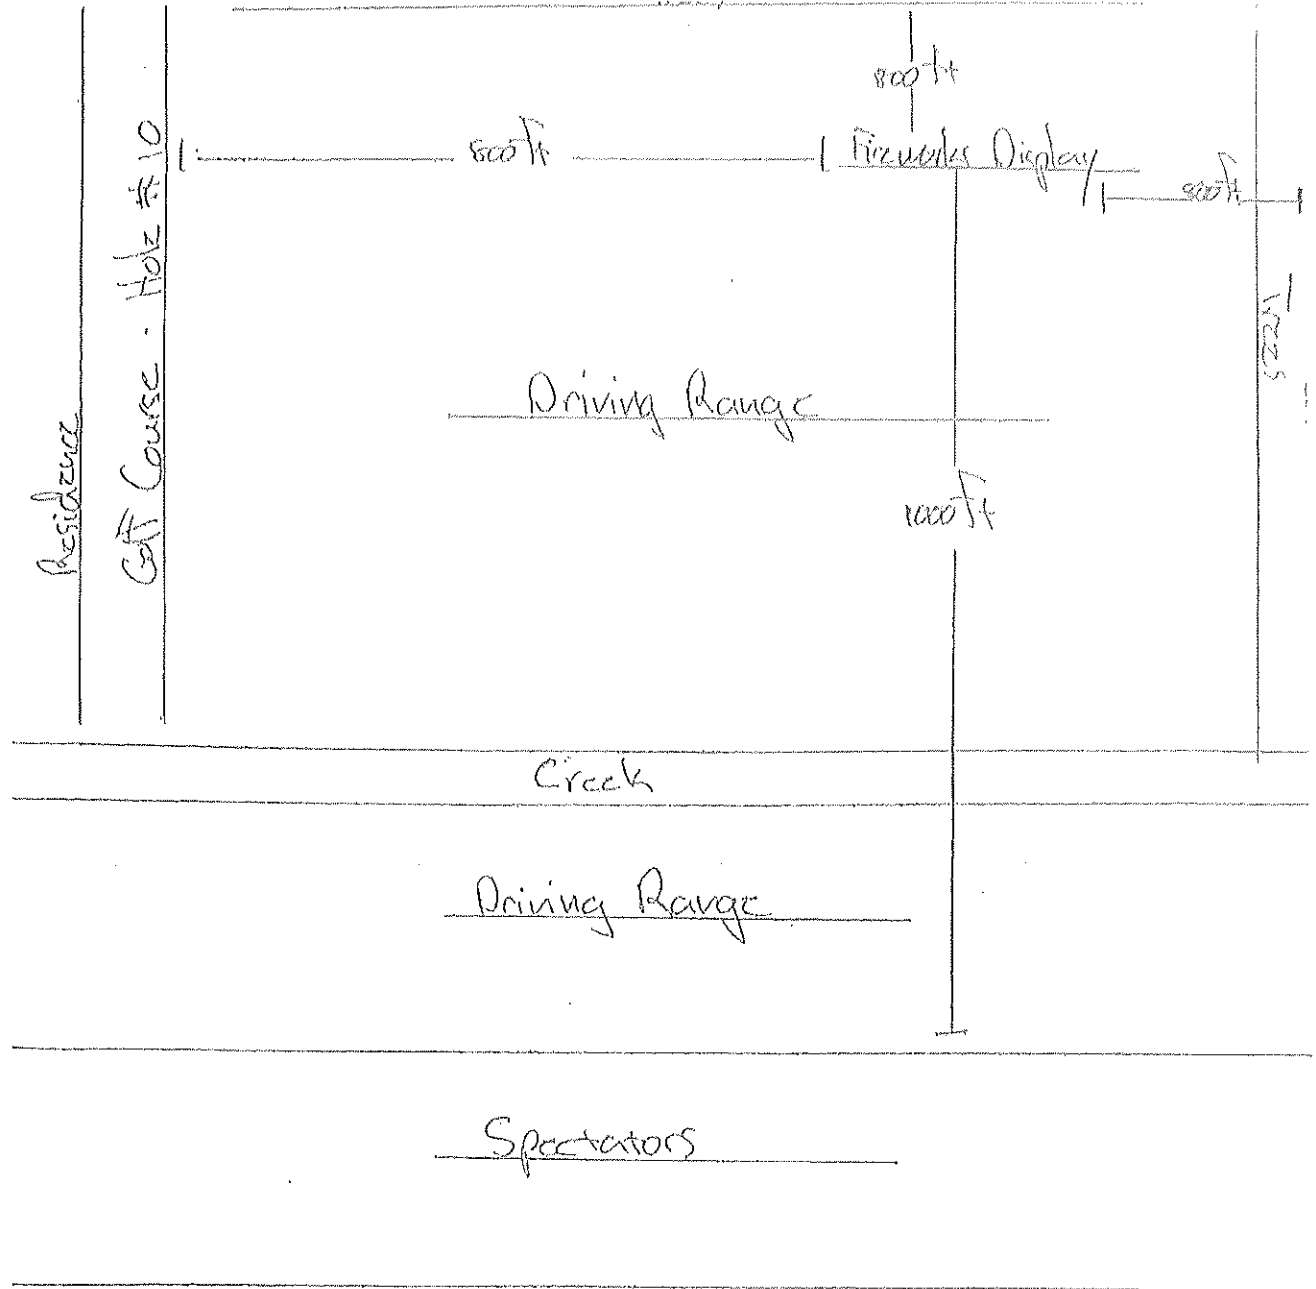 800 ft
800 ft
Fireworks Display
800 ft
Golf Course - Hole #10
Trees
Residence
Driving Range
1000 ft
Creek
Driving Range
Spectators